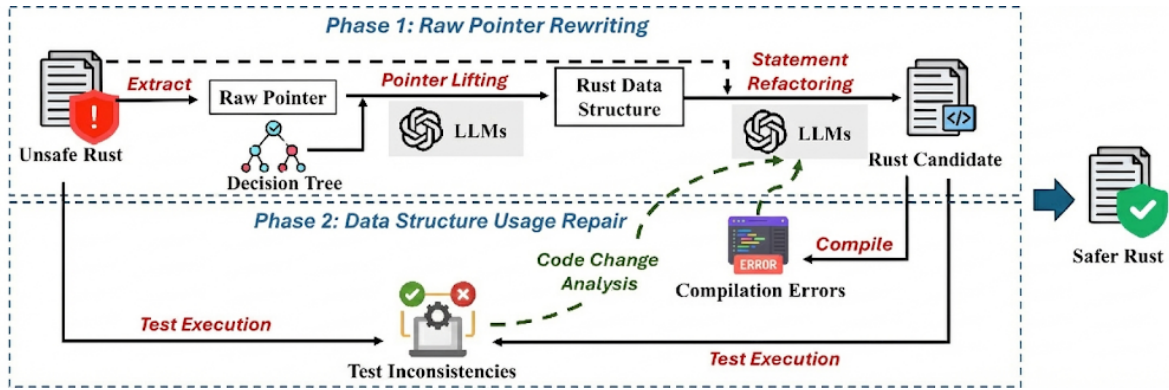 Phase 1: Raw Pointer Rewriting
Extract
Raw Pointer
Pointer Lifting
LLMs
Rust Data
Structure
Statement
Refactoring
</>
LLMs
Unsafe Rust
Decision Tree
Rust Candidate
Phase 2: Data Structure Usage Repair
Code Change
Analysis
ERROR
Compile
Compilation Errors
Safer Rust
Test Execution
Test Inconsistencies
Test Execution